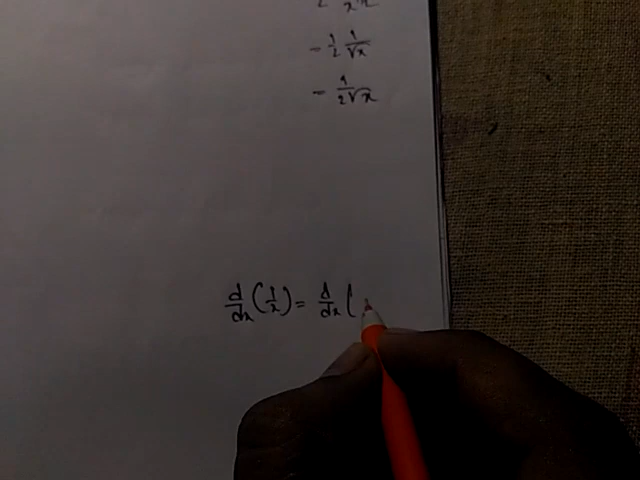 = 1/2 1/√x
= 1/2√x
d/dx (1/x) = d/dx (